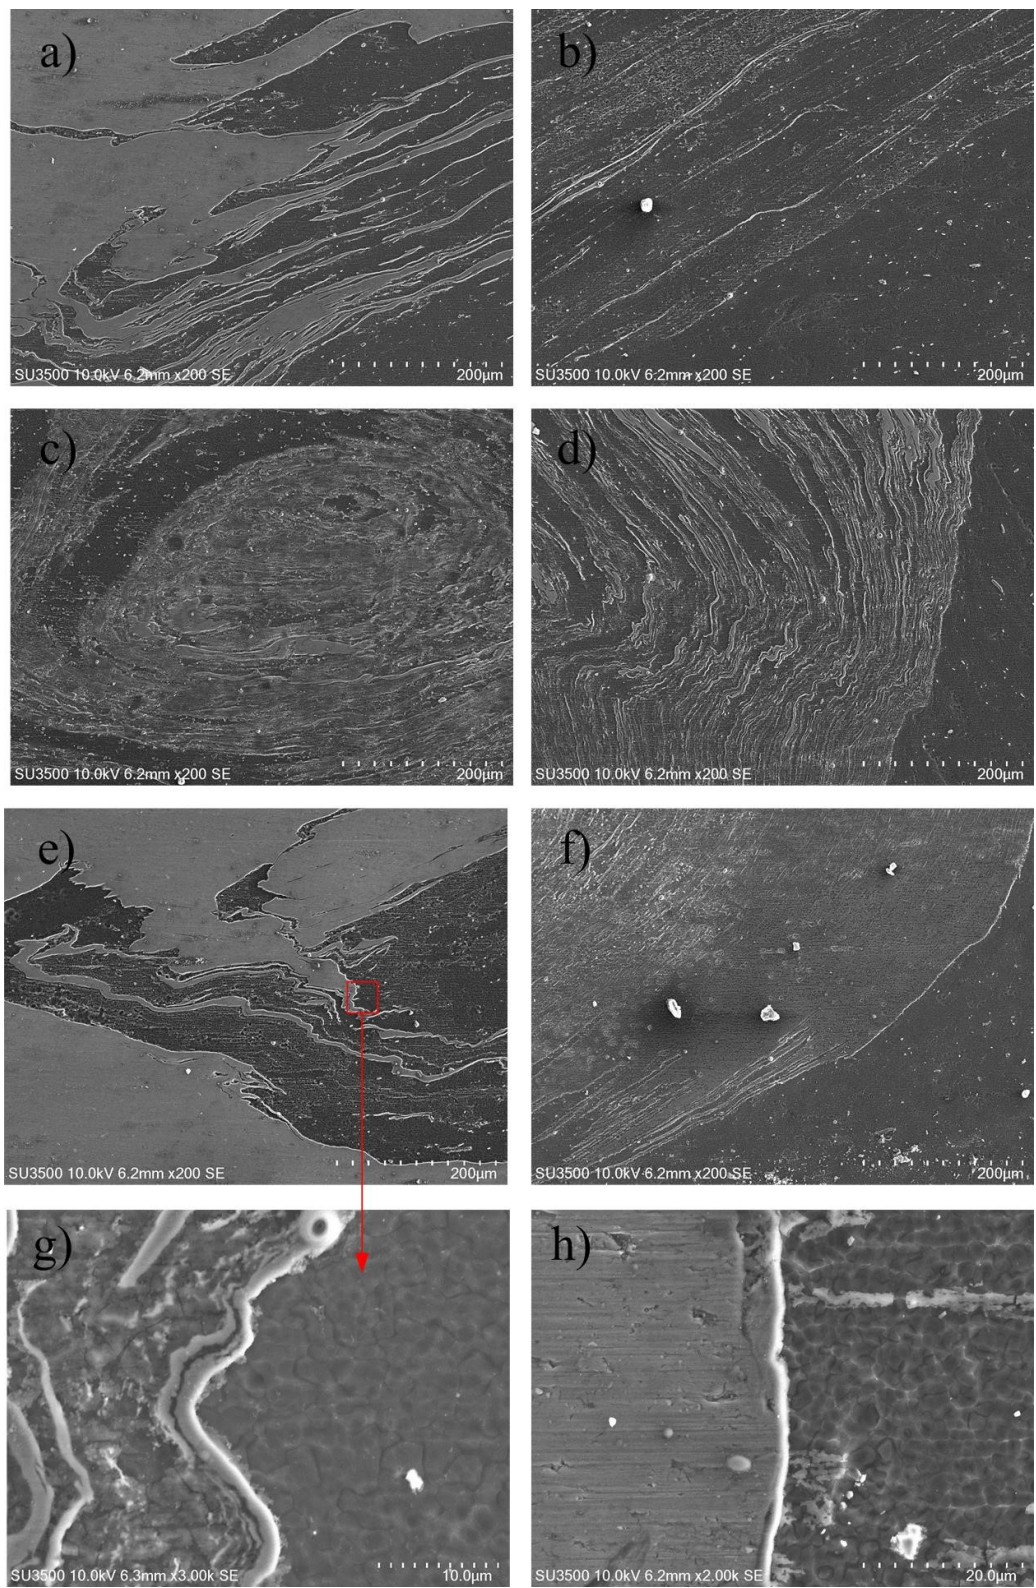 a)
SU3500 10.0kV 6.2mm x200 SE
200µm
b)
SU3500 10.0kV 6.2mm x200 SE
200µm
c)
SU3500 10.0kV 6.2mm x200 SE
200µm
d)
SU3500 10.0kV 6.2mm x200 SE
200µm
e)
SU3500 10.0kV 6.2mm x200 SE
200µm
f)
SU3500 10.0kV 6.2mm x200 SE
200µm
g)
SU3500 10.0kV 6.3mm x3.00k SE
10.0µm
h)
SU3500 10.0kV 6.2mm x2.00k SE
20.0µm